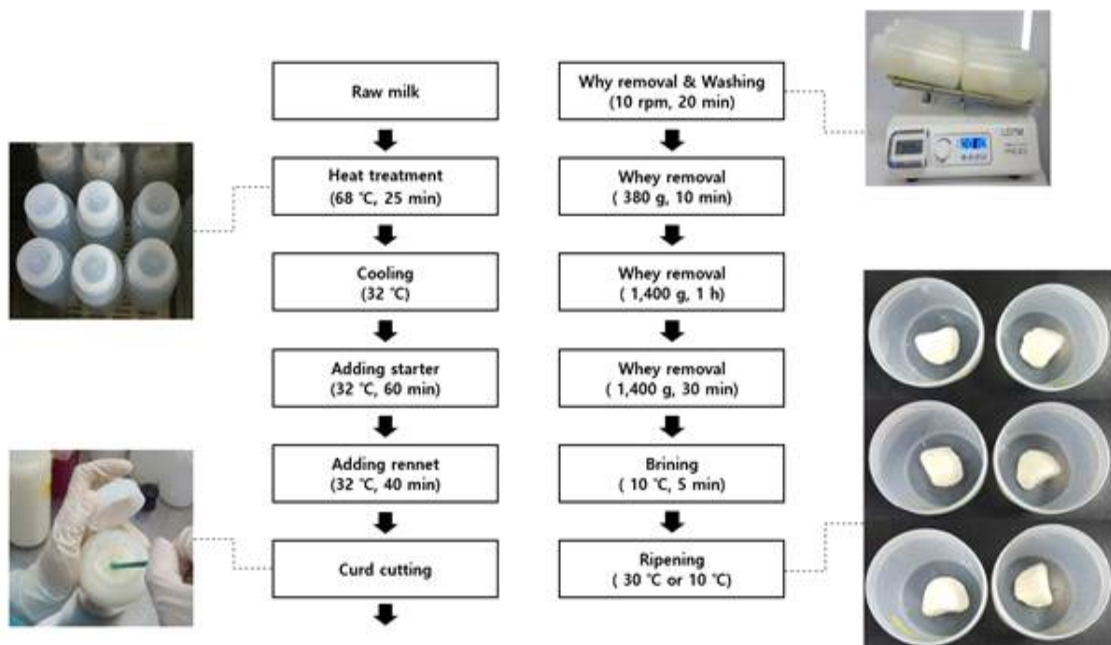 Raw milk
Heat treatment
(68 ℃, 25 min)
Cooling
(32 ℃)
Adding starter
(32 ℃, 60 min)
Adding rennet
(32 ℃, 40 min)
Curd cutting
Why removal & Washing
(10 rpm, 20 min)
Whey removal
( 380 g, 10 min)
Whey removal
( 1,400 g, 1 h)
Whey removal
( 1,400 g, 30 min)
Brining
( 10 ℃, 5 min)
Ripening
( 30 ℃ or 10 ℃)